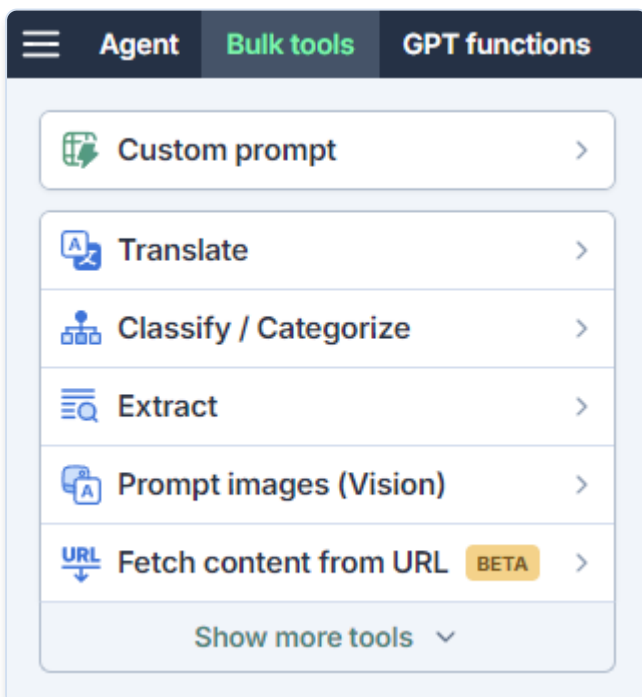 Agent Bulk tools GPT functions
Custom prompt
Translate
Classify / Categorize
Extract
Prompt images (Vision)
URL Fetch content from URL BETA
Show more tools